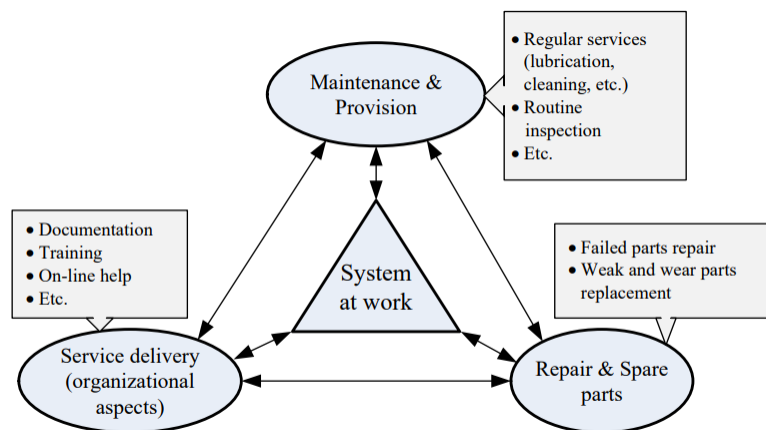 Maintenance &
Provision
• Regular services
(lubrication,
cleaning, etc.)
• Routine
inspection
• Etc.
• Documentation
• Training
• On-line help
• Etc.
System
at work
• Failed parts repair
• Weak and wear parts
replacement
Service delivery
(organizational
aspects)
Repair & Spare
parts